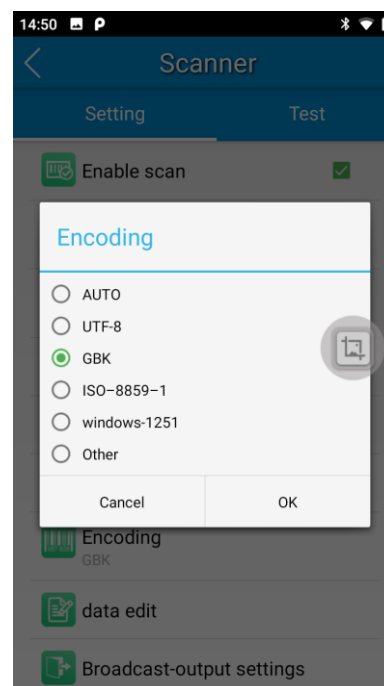 14:50
Scanner
Setting Test
Enable scan
Encoding
AUTO
UTF-8
GBK
ISO-8859-1
windows-1251
Other
Cancel OK
Encoding
GBK
data edit
Broadcast-output settings